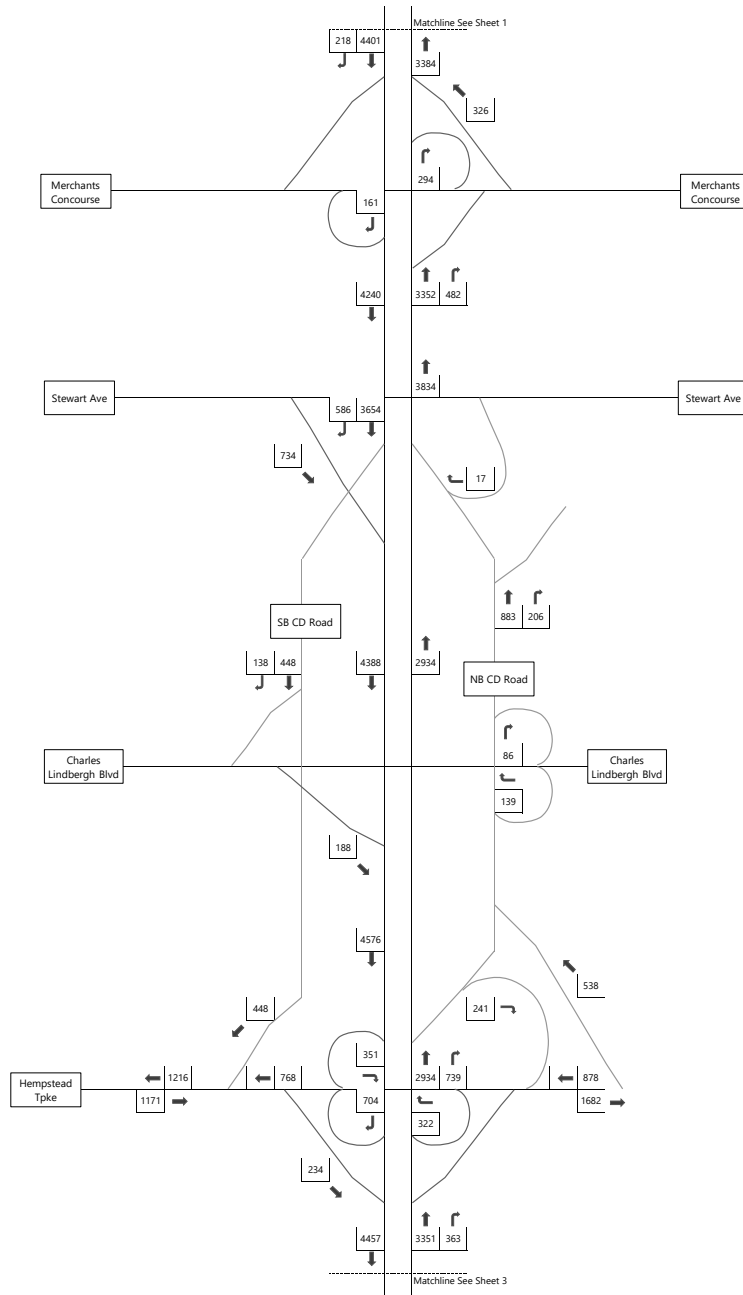 Matchline See Sheet 1
218 4401
3384
326
294
Merchants
Concourse
Merchants
Concourse
161
4240
3352 482
3834
Stewart Ave
Stewart Ave
586 3654
734
17
883 206
SB CD Road
138 448
4388
2934
NB CD Road
86
Charles
Lindbergh Blvd
Charles
Lindbergh Blvd
139
188
4576
538
448
241
351
1216
768
2934 739
878
Hempstead
Tpke
1171
704
1682
322
234
4457
3351 363
Matchline See Sheet 3